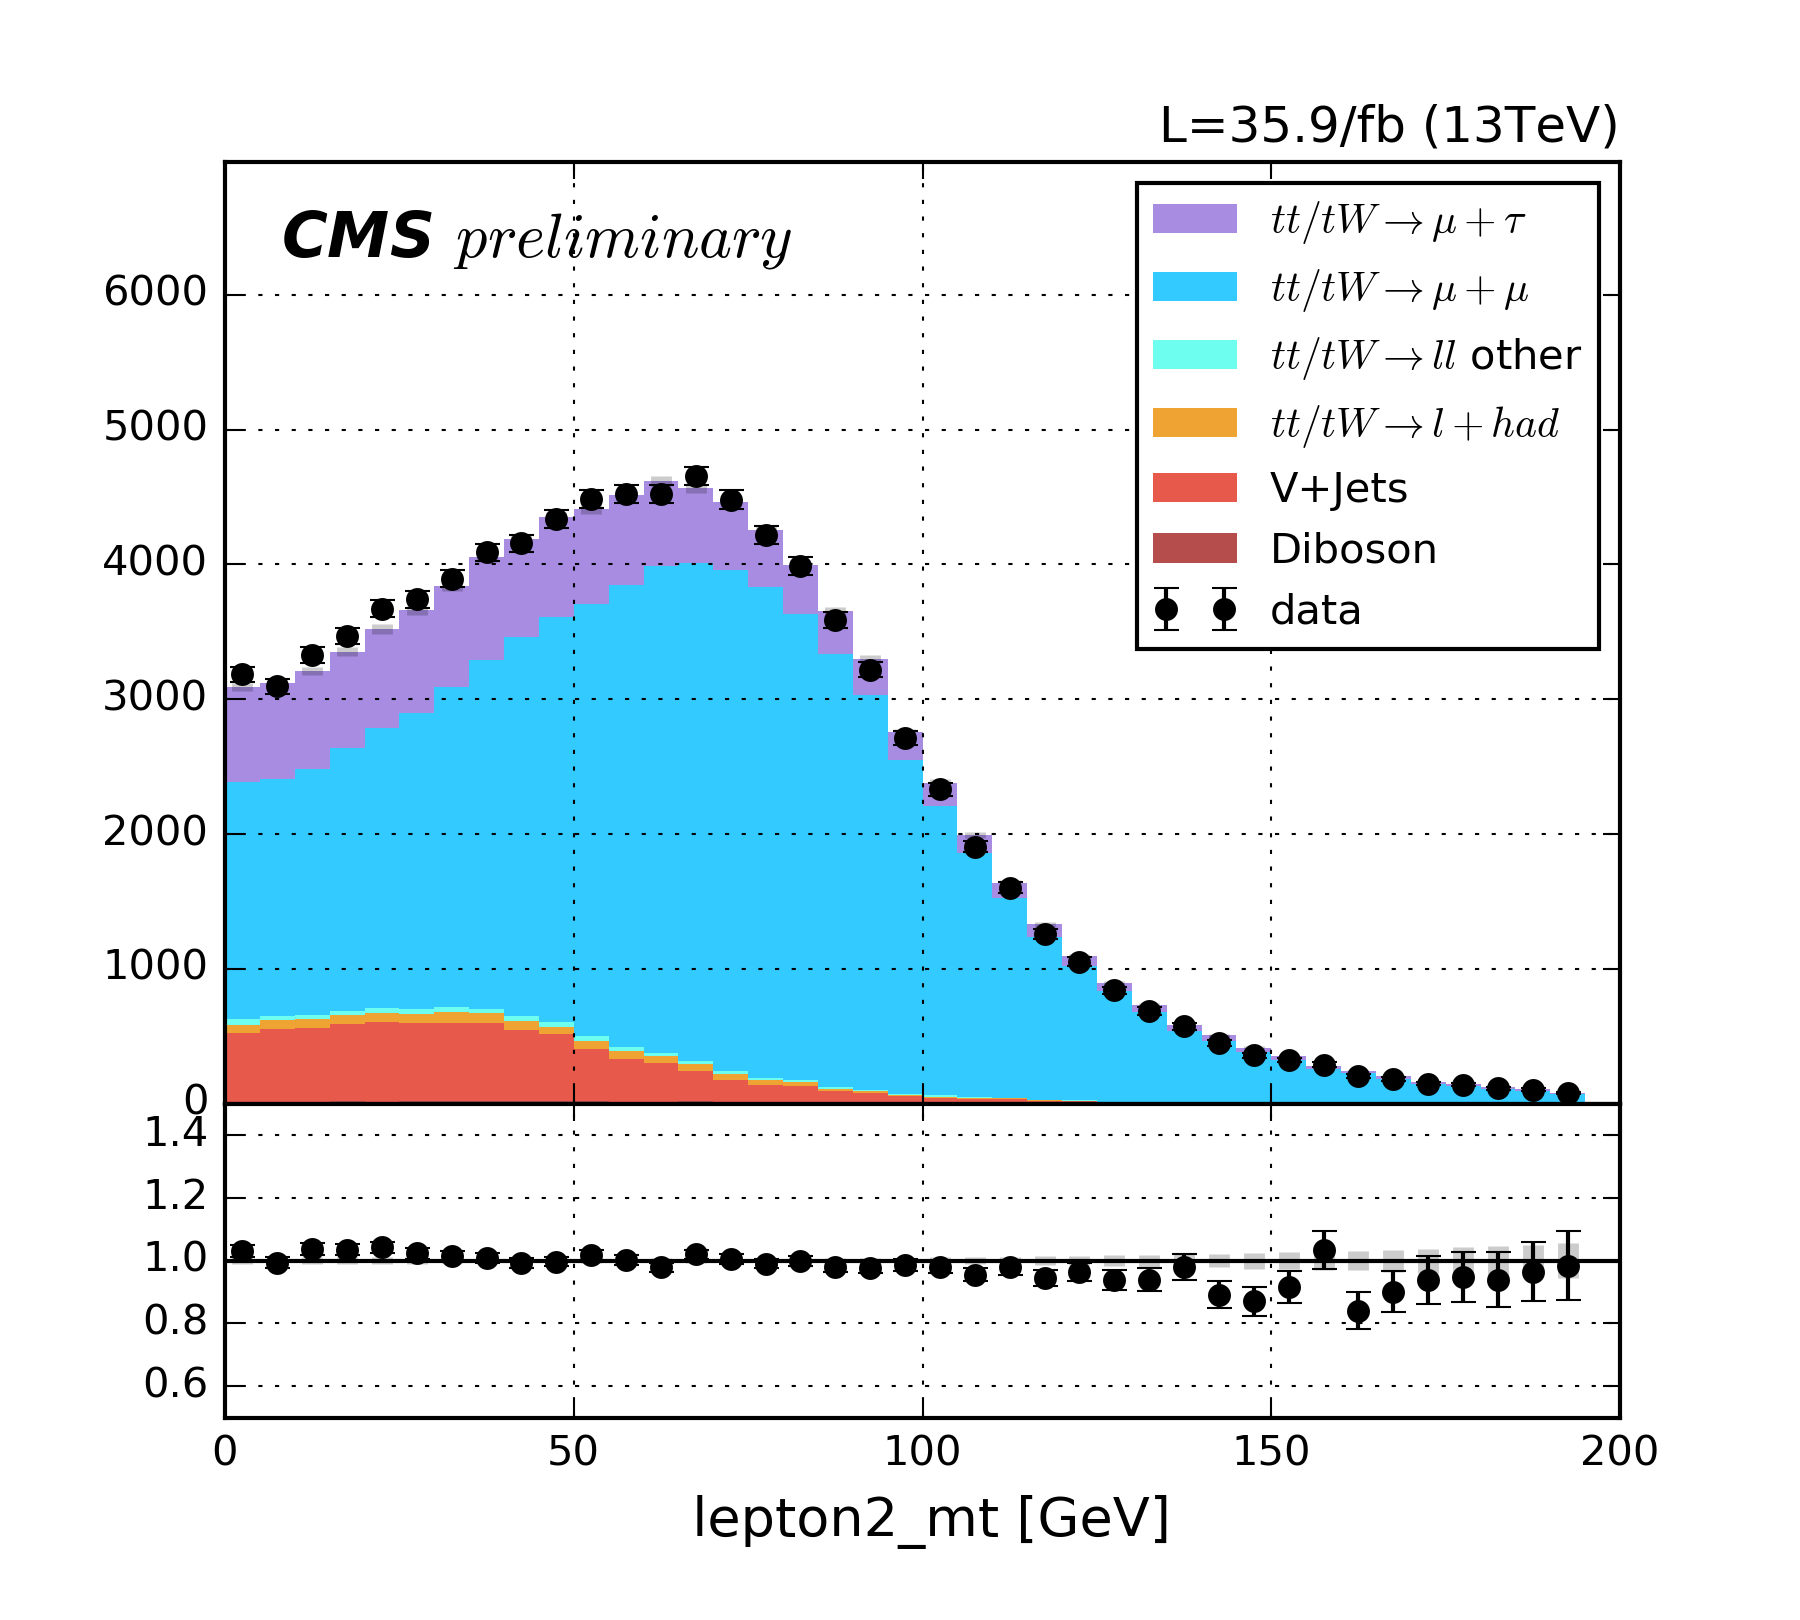 L=35.9/fb (13TeV)
CMS preliminary
tt/tW→μ+τ
tt/tW→μ+μ
tt/tW→ll other
tt/tW→l+had
V+Jets
Diboson
data
6000
5000
4000
3000
2000
1000
0
1.4
1.2
1.0
0.8
0.6
0 50 100 150 200
lepton2_mt [GeV]